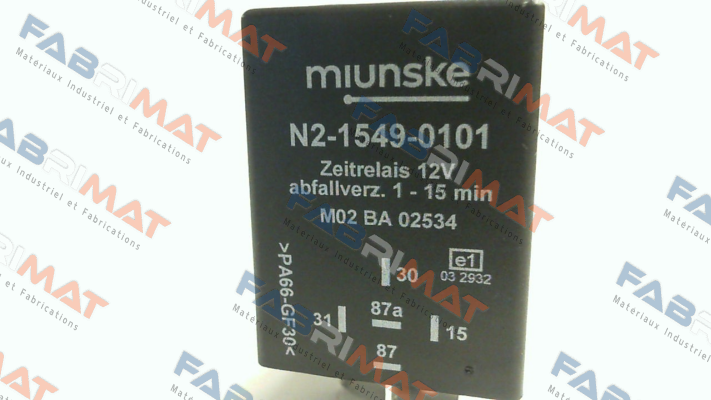 miunske
N2-1549-0101
Zeitrelais 12V
abfallverz. 1 - 15 min
M02 BA 02534
>PA66-GF30<
e1
03 2932
30
87a
31
15
87
FABRIMAT
Matériaux Industriel et Fabrications